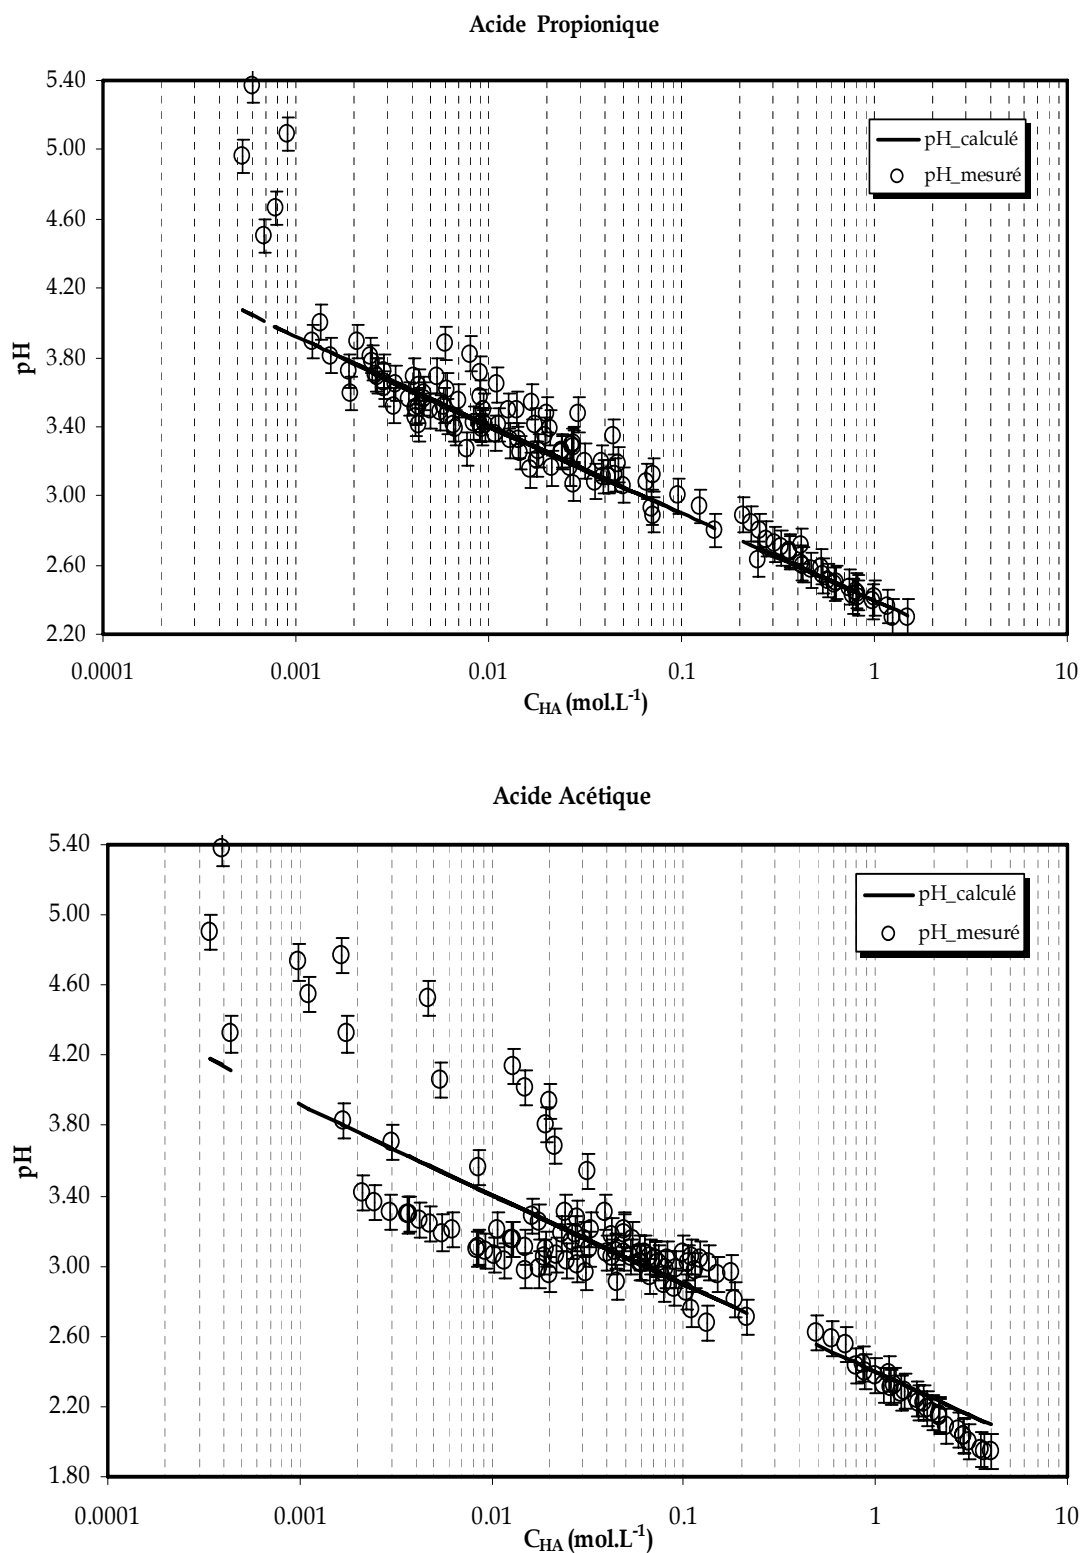 Acide Propionique
5.40
5.00
4.60
4.20
3.80
3.40
3.00
2.60
2.20
pH
pH_calculé
pH_mesuré
0.0001 0.001 0.01 0.1 1 10
C_HA (mol.L⁻¹)
Acide Acétique
5.40
5.00
4.60
4.20
3.80
3.40
3.00
2.60
2.20
1.80
pH
pH_calculé
pH_mesuré
0.0001 0.001 0.01 0.1 1 10
C_HA (mol.L⁻¹)